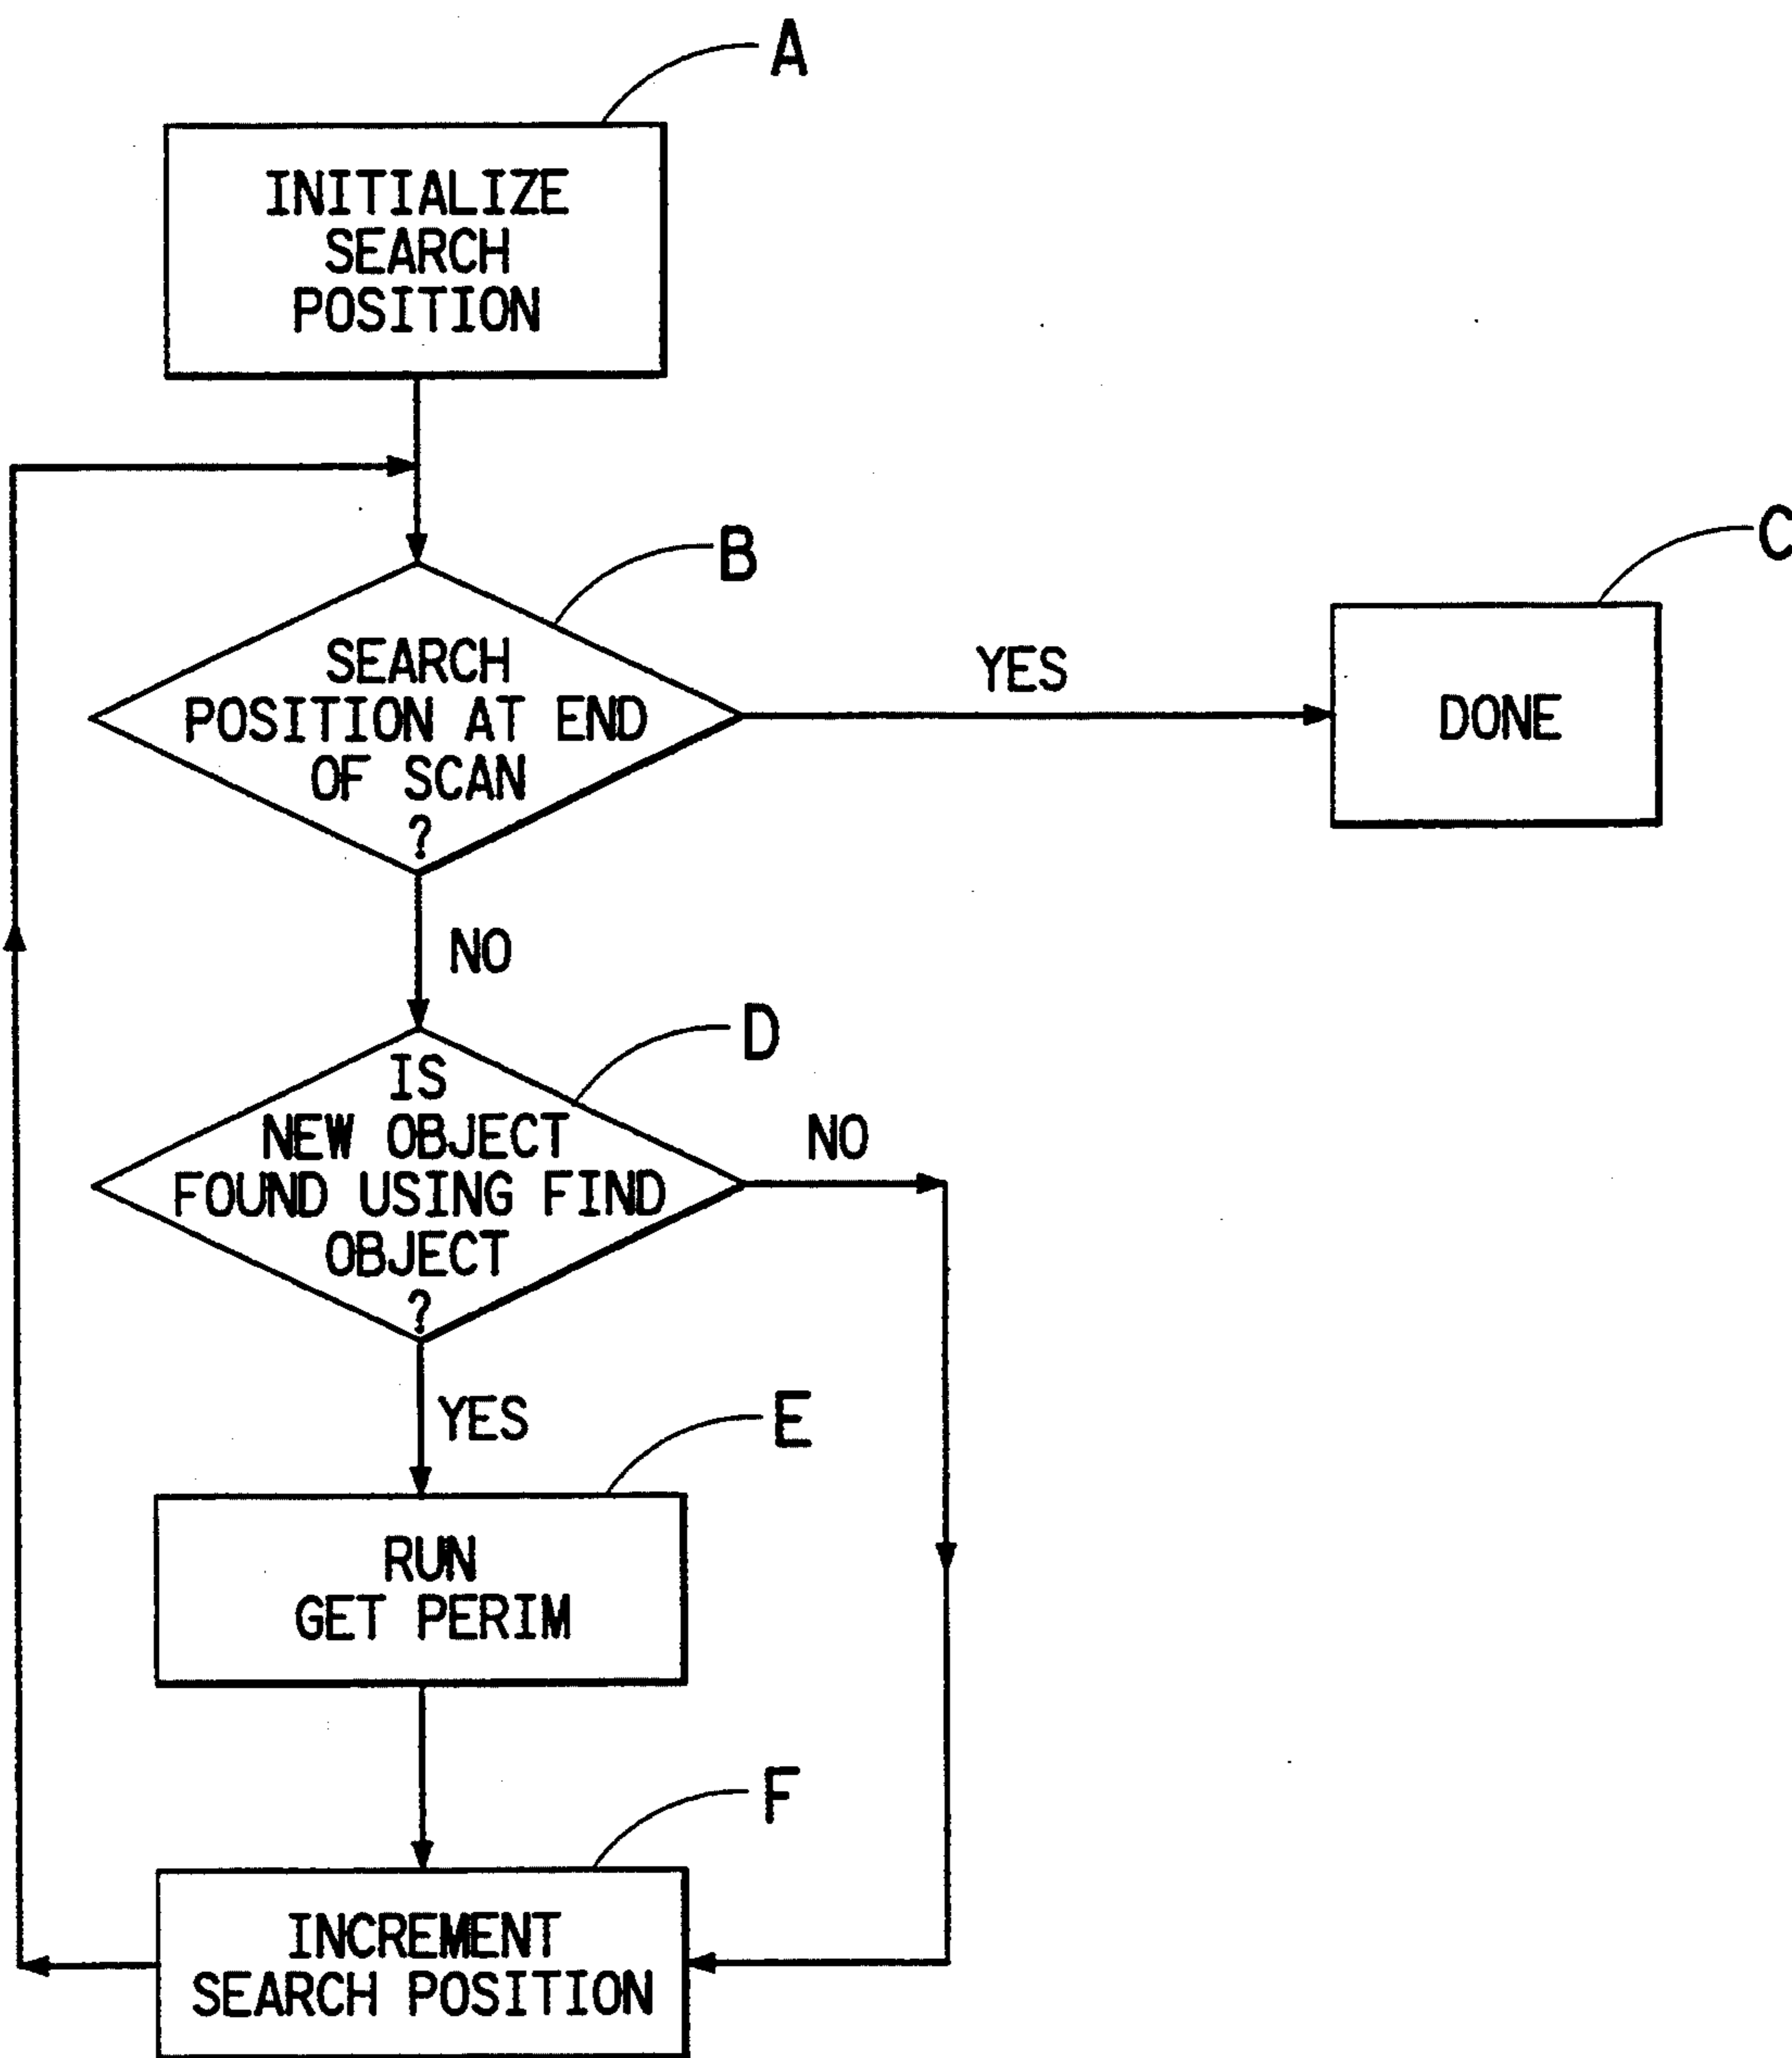 A
INITIALIZE
SEARCH
POSITION
B
SEARCH
POSITION AT END
OF SCAN
?
YES
C
DONE
NO
D
IS
NEW OBJECT
FOUND USING FIND
OBJECT
?
NO
YES
E
RUN
GET PERIM
F
INCREMENT
SEARCH POSITION